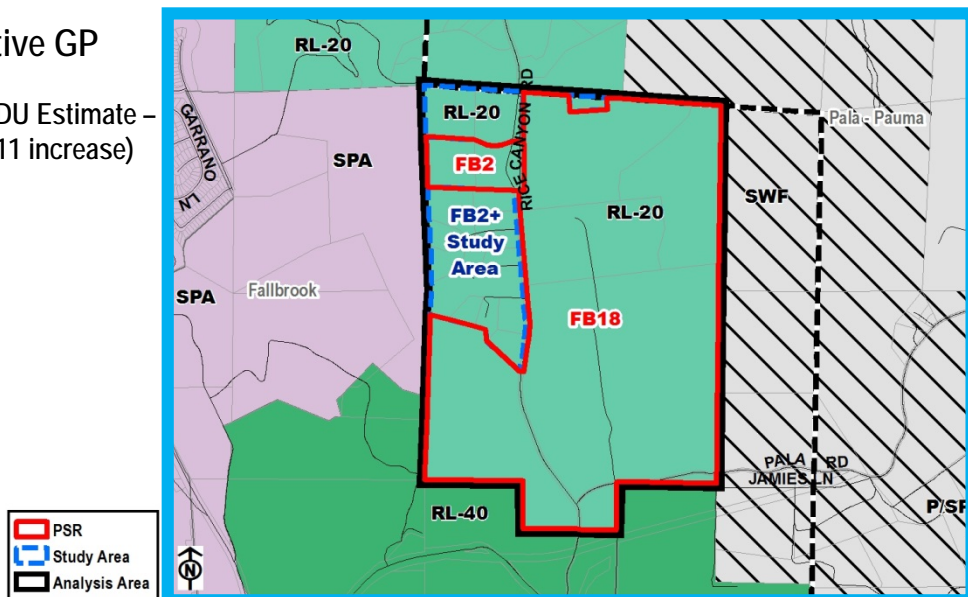 tive GP
DU Estimate –
11 increase)
RL-20
GARRANO
LN
SPA
RL-20
RICE CANYON RD
Pala - Pauma
FB2
SWF
RL-20
FB2+
Study
Area
SPA
Fallbrook
FB18
PALA RD
JAMIES LN
RL-40
P/SF
PSR
Study Area
Analysis Area
N